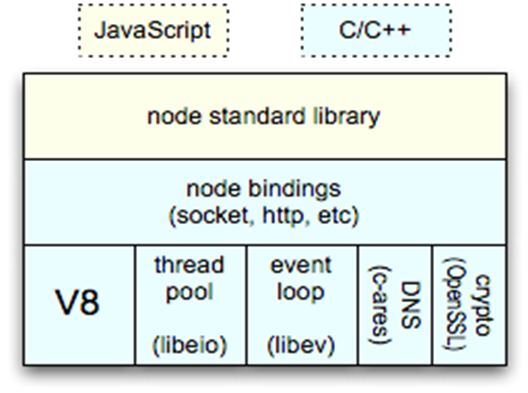 JavaScript
C/C++
node standard library
node bindings
(socket, http, etc)
V8
thread
pool
(libeio)
event
loop
(libev)
DNS
(c-ares)
crypto
(OpenSSL)